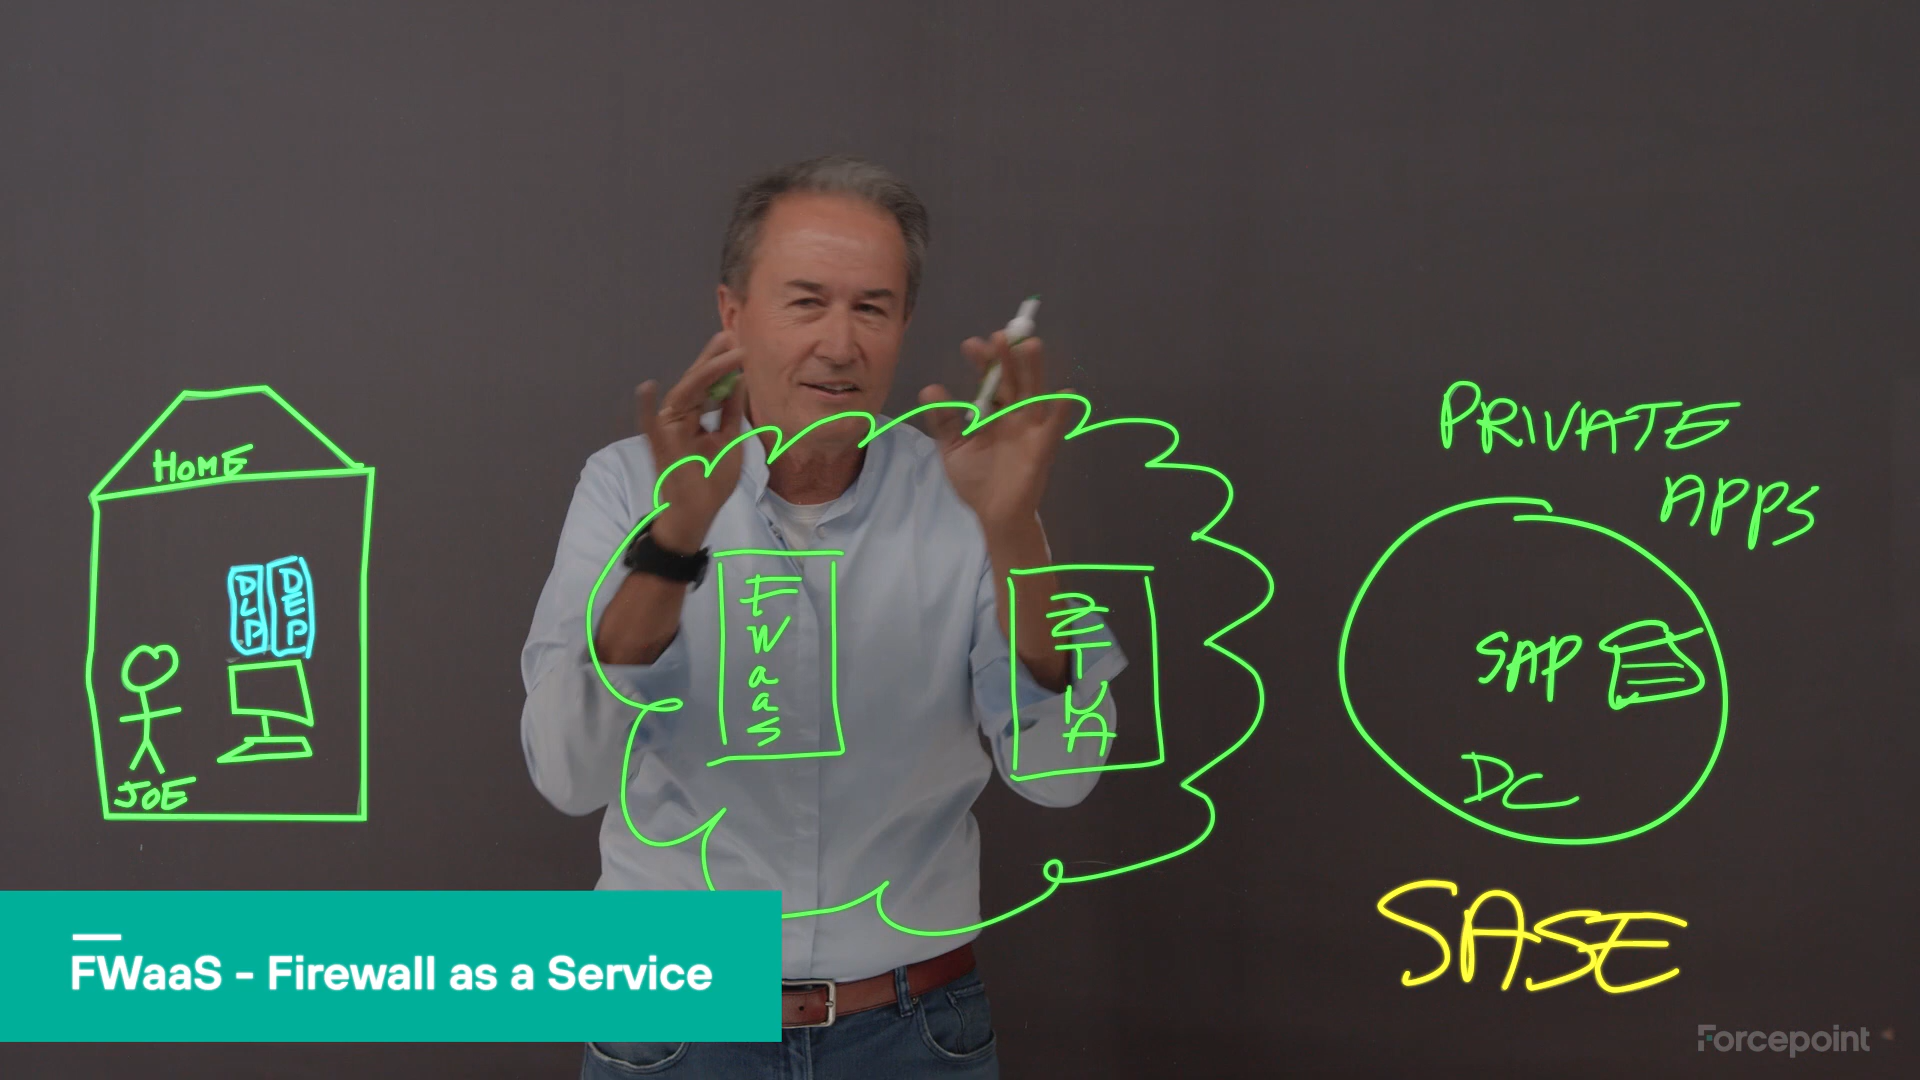 HOME
DLP
DEP
JOE
FWaaS
ZTNA
PRIVATE
APPS
SAP
DC
SASE
FWaaS - Firewall as a Service
Forcepoint